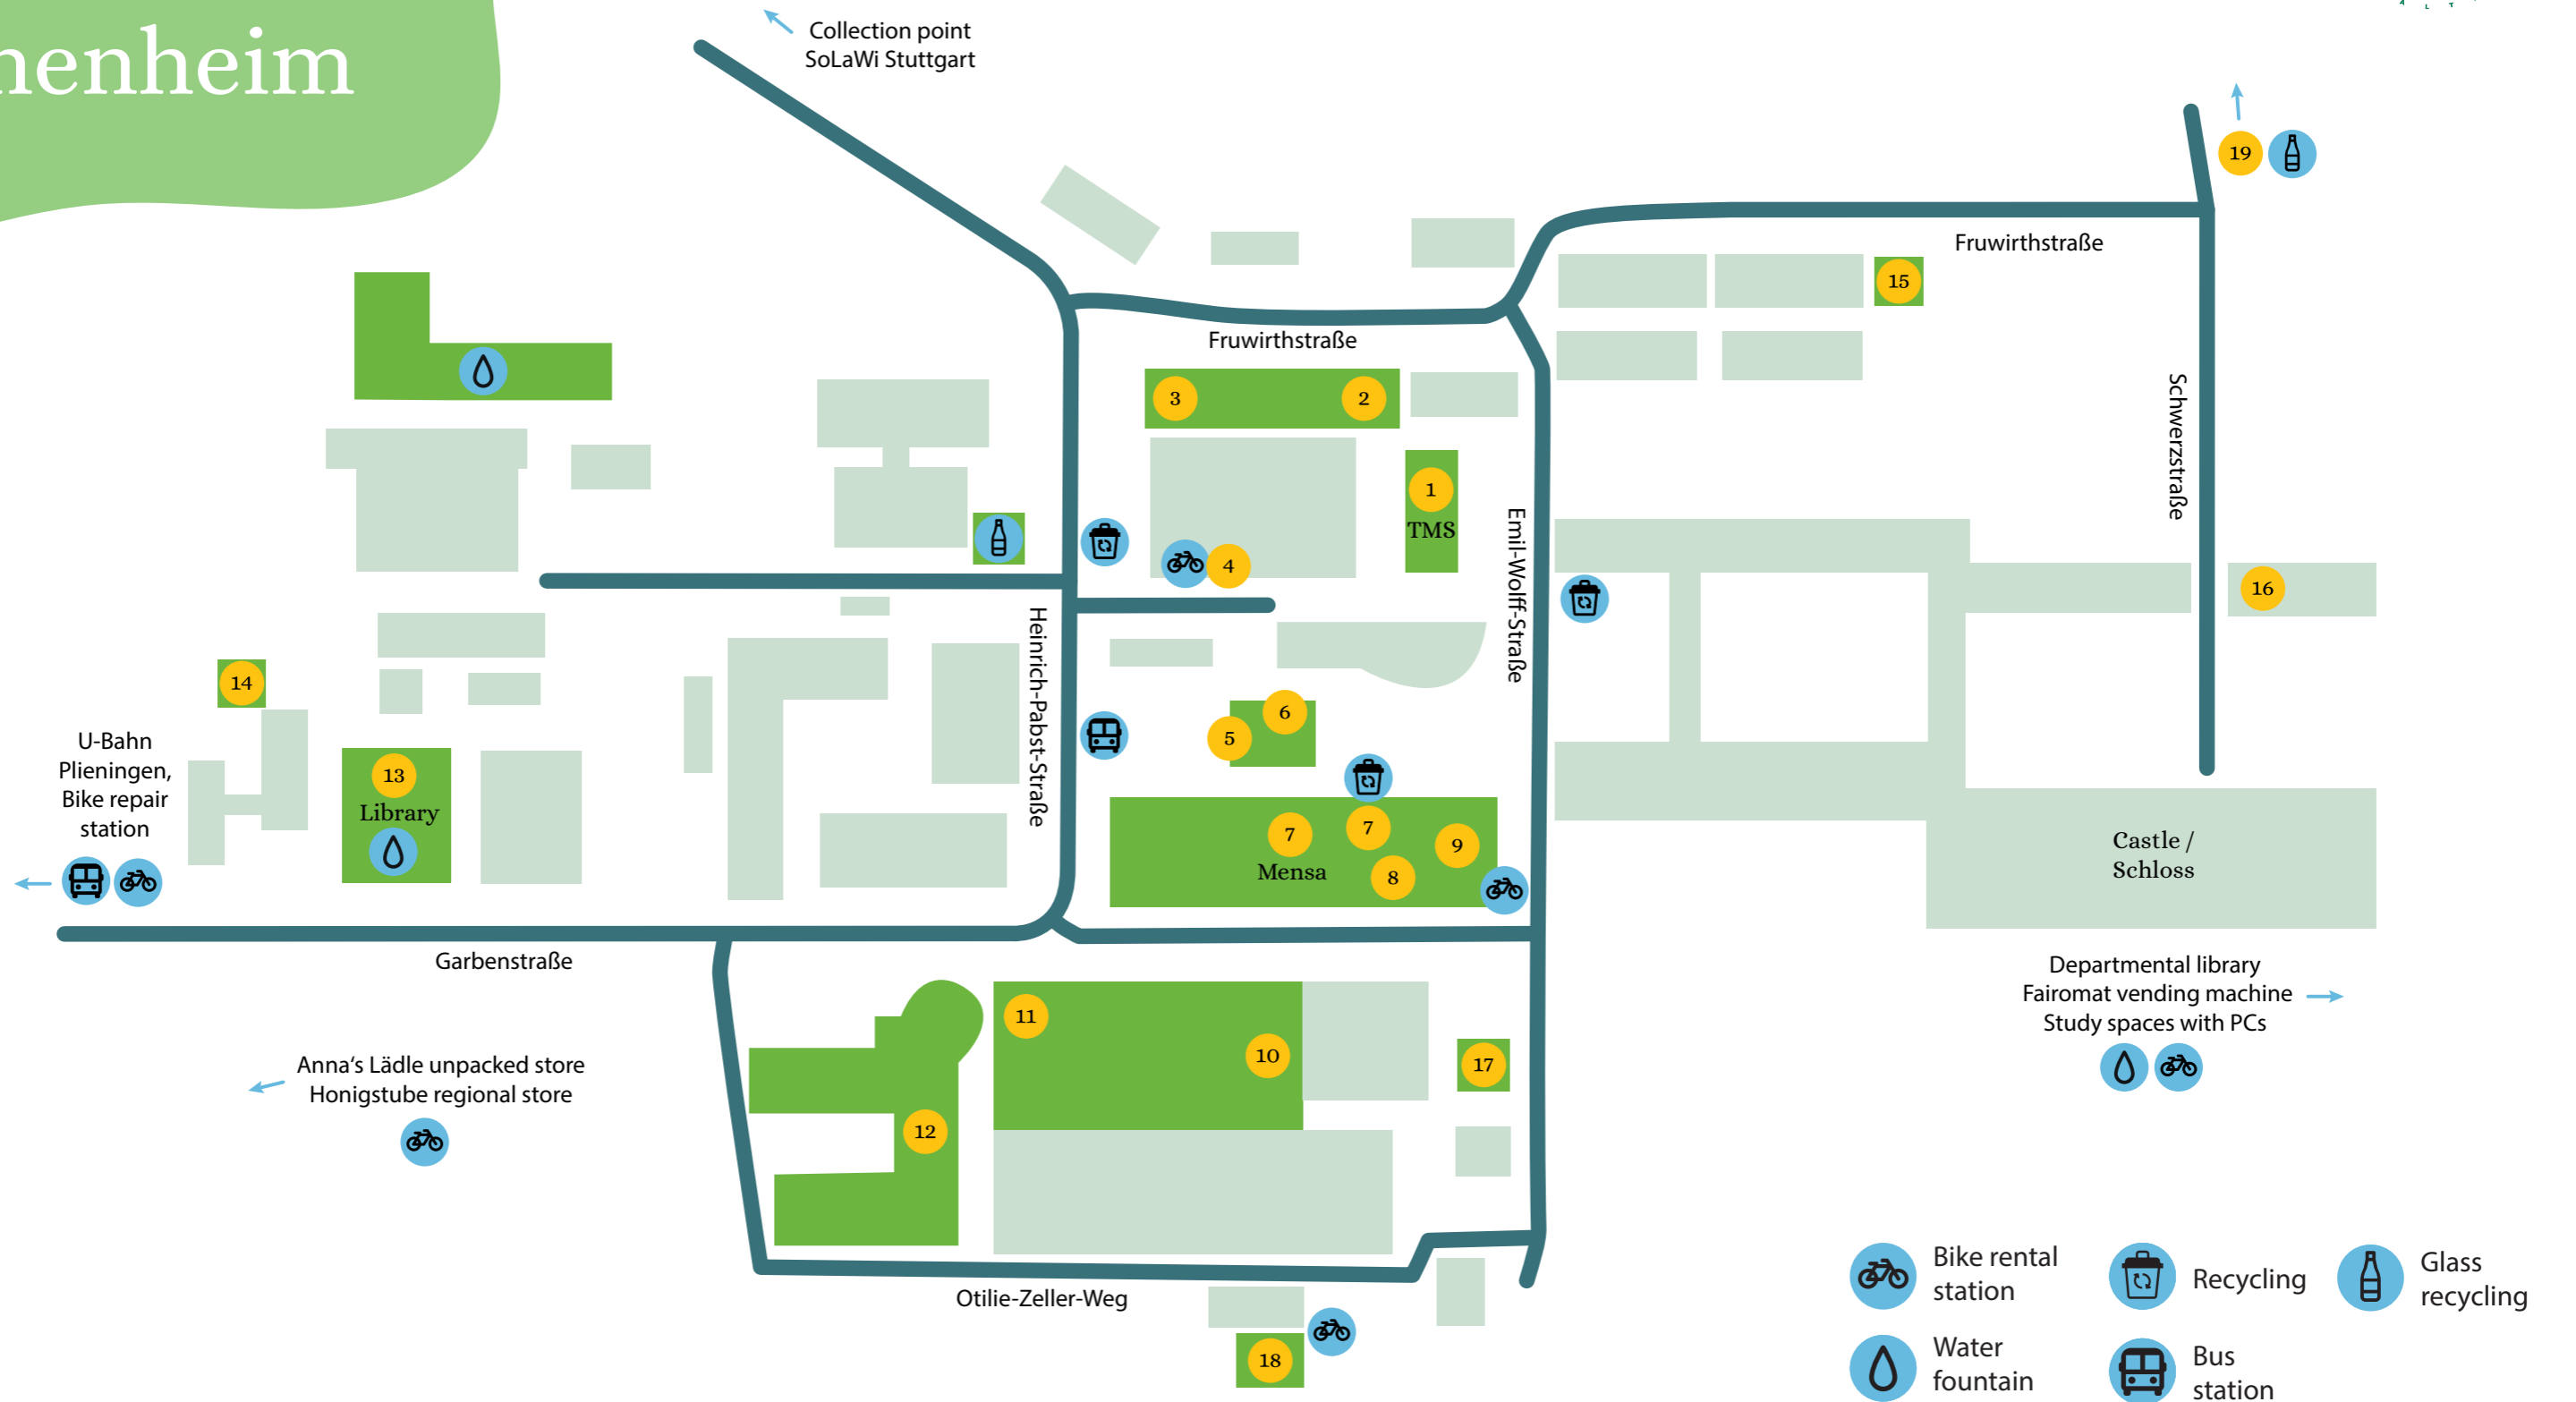 nenheim
Collection point
SoLaWi Stuttgart
19
Fruwirthstraße
15
Fruwirthstraße
3
2
1
TMS
Schwerzstraße
4
Emil-Wolff-Straße
16
Heinrich-Pabst-Straße
14
6
5
U-Bahn
Plieningen,
Bike repair
station
13
Library
7
7
9
Mensa
8
Castle /
Schloss
Garbenstraße
Departmental library
Fairomat vending machine
Study spaces with PCs
11
10
17
12
Anna‘s Lädle unpacked store
Honigstube regional store
Otilie-Zeller-Weg
18
Bike rental
station
Recycling
Glass
recycling
Water
fountain
Bus
station